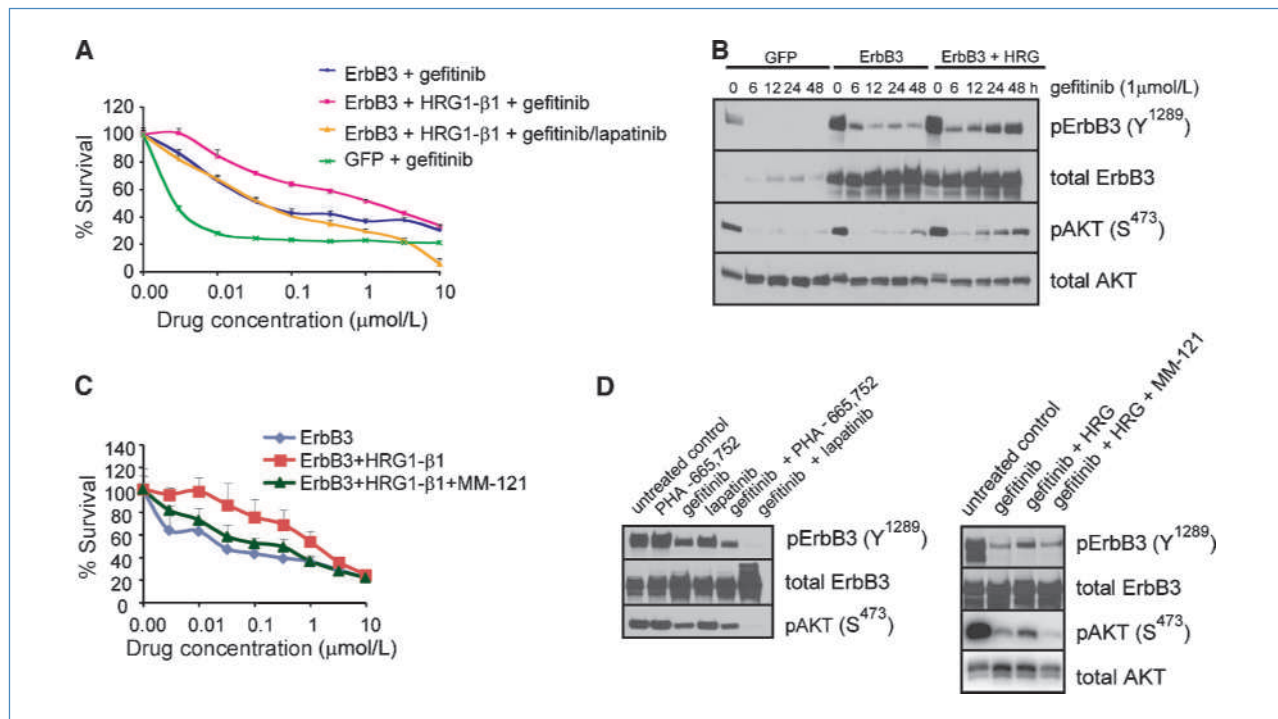 A
ErbB3 + gefitinib
ErbB3 + HRG1-β1 + gefitinib
ErbB3 + HRG1-β1 + gefitinib/lapatinib
GFP + gefitinib
% Survival
120
100
80
60
40
20
0
0.00 0.01 0.1 1 10
Drug concentration (μmol/L)
B
GFP ErbB3 ErbB3 + HRG
0 6 12 24 48 0 6 12 24 48 0 6 12 24 48 h gefitinib (1μmol/L)
pErbB3 (Y1289)
total ErbB3
pAKT (S473)
total AKT
C
ErbB3
ErbB3+HRG1-β1
ErbB3+HRG1-β1+MM-121
% Survival
140
120
100
80
60
40
20
0
0.00 0.01 0.1 1 10
Drug concentration (μmol/L)
D
untreated control
PHA-665,752
gefitinib
lapatinib
gefitinib + PHA-665,752
gefitinib + lapatinib
pErbB3 (Y1289)
total ErbB3
pAKT (S473)
untreated control
gefitinib
gefitinib + HRG
gefitinib + HRG + MM-121
pErbB3 (Y1289)
total ErbB3
pAKT (S473)
total AKT